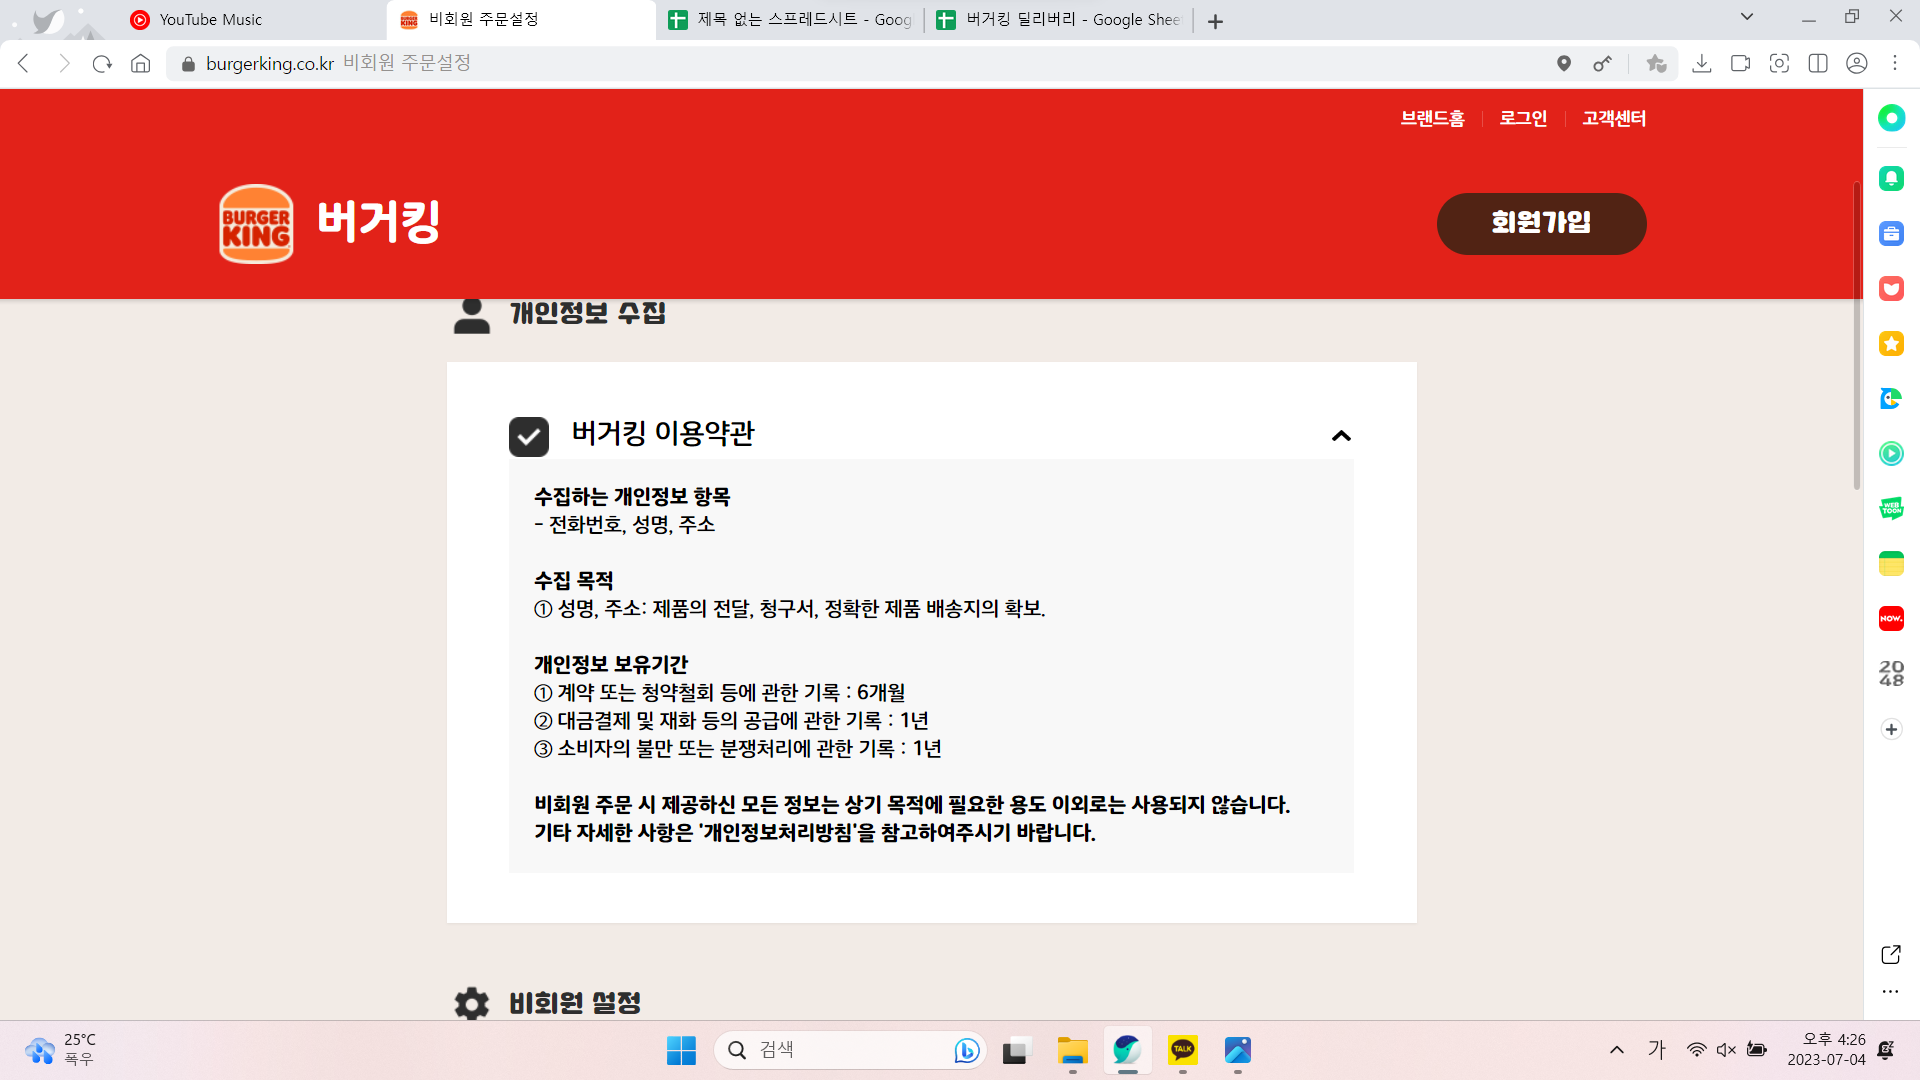 YouTube Music
비회원 주문설정
제목 없는 스프레드시트 - Goog
버거킹 딜리버리 - Google Shee
burgerking.co.kr 비회원 주문설정
브랜드홈
로그인
고객센터
BURGER KING
버거킹
회원가입
개인정보 수집
버거킹 이용약관
수집하는 개인정보 항목
- 전화번호, 성명, 주소
수집 목적
① 성명, 주소: 제품의 전달, 청구서, 정확한 제품 배송지의 확보.
개인정보 보유기간
① 계약 또는 청약철회 등에 관한 기록 : 6개월
② 대금결제 및 재화 등의 공급에 관한 기록 : 1년
③ 소비자의 불만 또는 분쟁처리에 관한 기록 : 1년
비회원 주문 시 제공하신 모든 정보는 상기 목적에 필요한 용도 이외로는 사용되지 않습니다.
기타 자세한 사항은 '개인정보처리방침'을 참고하여주시기 바랍니다.
비회원 설정
WEB
TOON
NOW.
20
48
25°C
폭우
검색
TALK
가
오후 4:26
2023-07-04